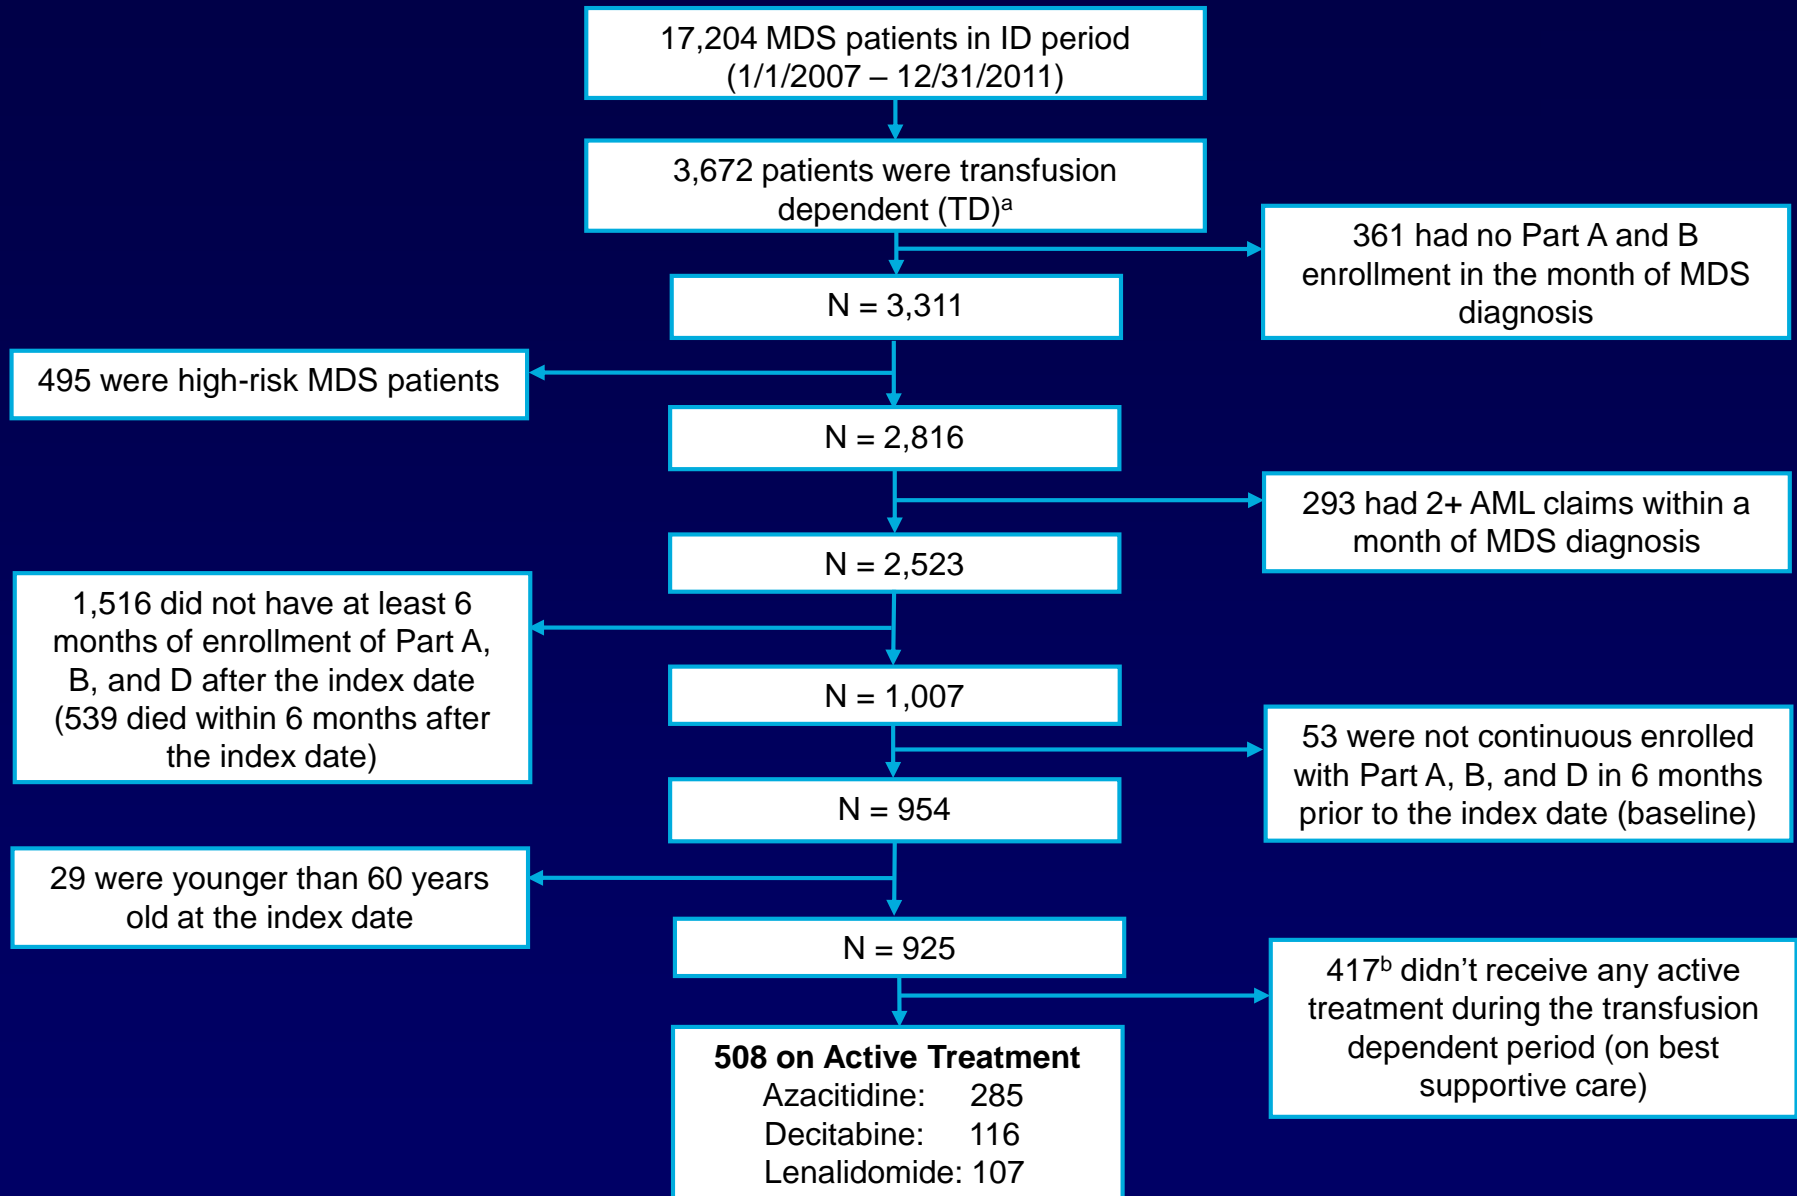 17,204 MDS patients in ID period
(1/1/2007 – 12/31/2011)
3,672 patients were transfusion
dependent (TD)ᵃ
361 had no Part A and B
enrollment in the month of MDS
diagnosis
N = 3,311
495 were high-risk MDS patients
N = 2,816
293 had 2+ AML claims within a
month of MDS diagnosis
N = 2,523
1,516 did not have at least 6
months of enrollment of Part A,
B, and D after the index date
(539 died within 6 months after
the index date)
N = 1,007
53 were not continuous enrolled
with Part A, B, and D in 6 months
prior to the index date (baseline)
N = 954
29 were younger than 60 years
old at the index date
N = 925
417ᵇ didn’t receive any active
treatment during the transfusion
dependent period (on best
supportive care)
508 on Active Treatment
Azacitidine: 285
Decitabine: 116
Lenalidomide: 107